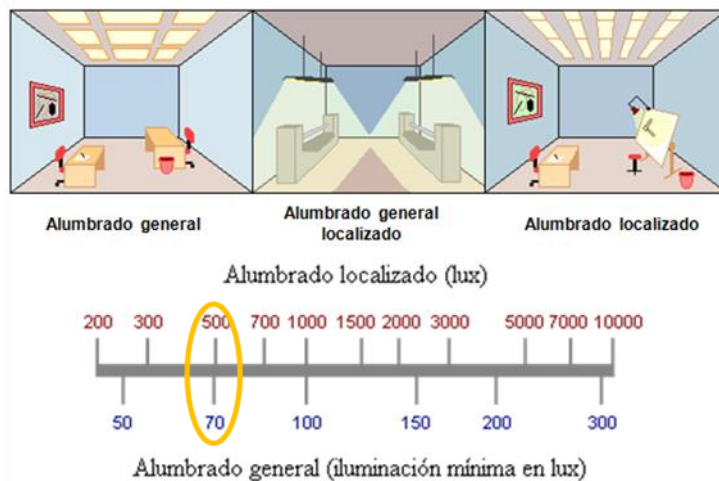 Alumbrado general
Alumbrado general
localizado
Alumbrado localizado
Alumbrado localizado (lux)
200 300 500 700 1000 1500 2000 3000 5000 7000 10000
50 70 100 150 200 300
Alumbrado general (iluminación mínima en lux)